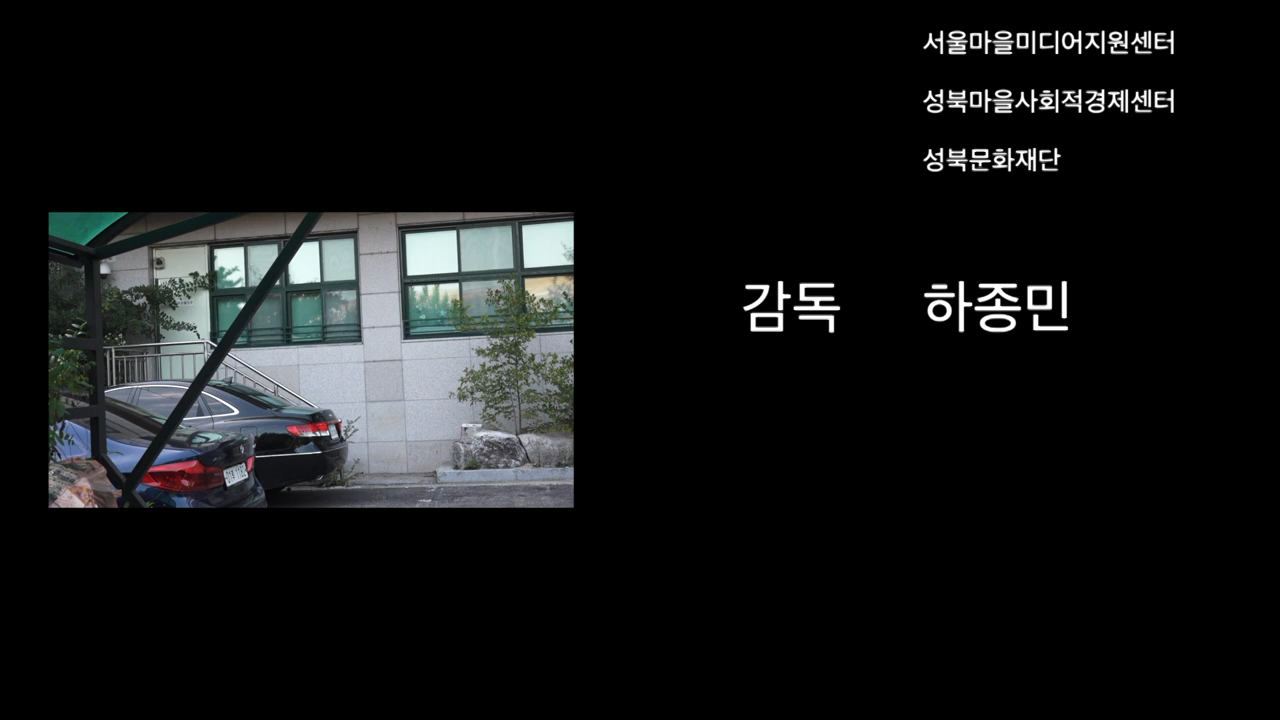 서울마을미디어지원센터
성북마을사회적경제센터
성북문화재단
감독 하종민